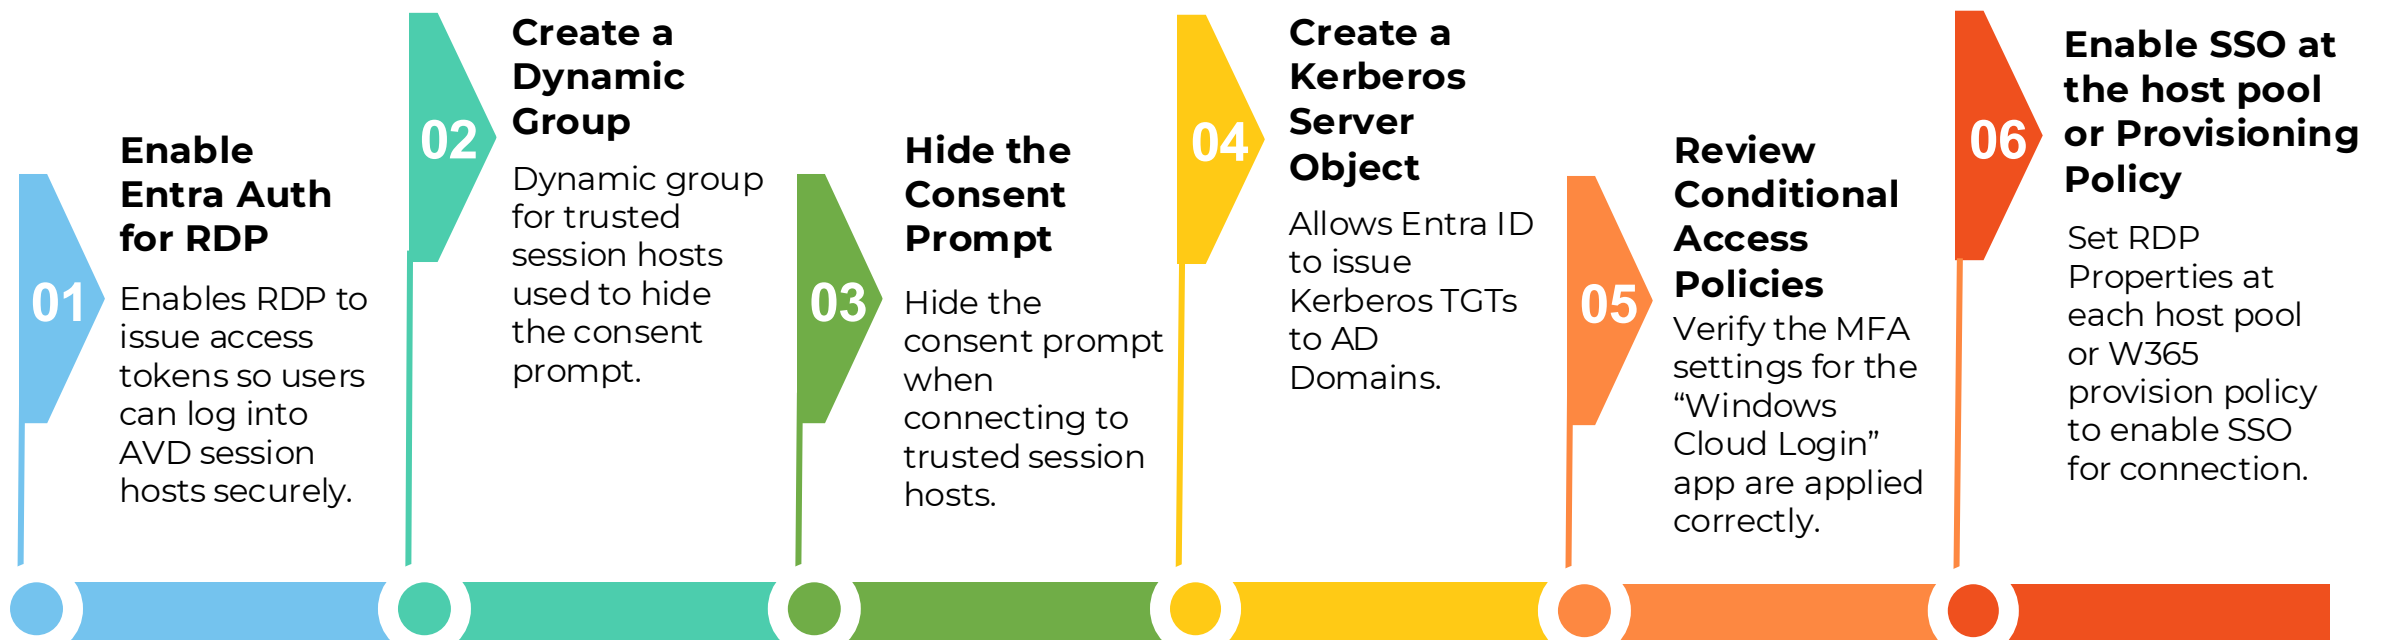 01
Enable
Entra Auth
for RDP
Enables RDP to
issue access
tokens so users
can log into
AVD session
hosts securely.
02
Create a
Dynamic
Group
Dynamic group
for trusted
session hosts
used to hide
the consent
prompt.
03
Hide the
Consent
Prompt
Hide the
consent prompt
when
connecting to
trusted session
hosts.
04
Create a
Kerberos
Server
Object
Allows Entra ID
to issue
Kerberos TGTs
to AD
Domains.
05
Review
Conditional
Access
Policies
Verify the MFA
settings for the
“Windows
Cloud Login”
app are applied
correctly.
06
Enable SSO at
the host pool
or Provisioning
Policy
Set RDP
Properties at
each host pool
or W365
provision policy
to enable SSO
for connection.